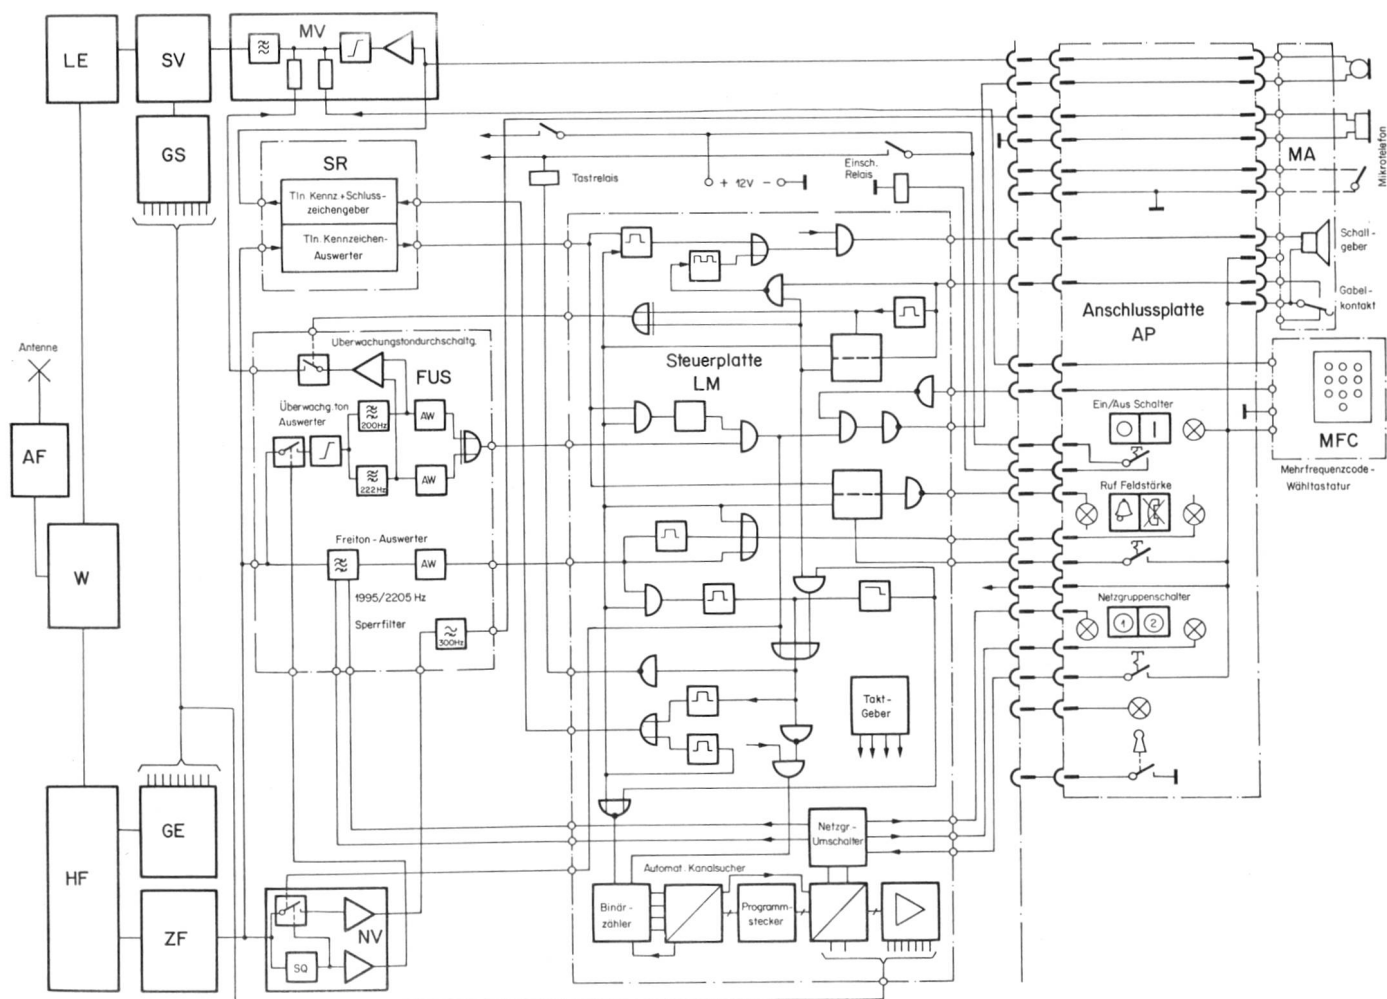 LE
SV
MV
GS
SR
Tln. Kennz.+Schluss-
zeichengeber
Tln. Kennzeichen-
Auswerter
Tastrelais
+ 12V -
Einsch.
Relais
MA
Mikrotelefon
Schall-
geber
Gabel-
kontakt
Anschlussplatte
AP
Steuerplatte
LM
Antenne
AF
W
Überwachungstondurchschaltg.
FUS
Überwachg.ton
Auswerter
200Hz
AW
222Hz
AW
Freiton-Auswerter
AW
1995/2205 Hz
Sperrfilter
300Hz
Ein/Aus Schalter
MFC
Mehrfrequenzcode-
Wähltastatur
Ruf Feldstärke
Netzgruppenschalter
1
2
Takt-
Geber
HF
GE
ZF
NV
SQ
Netzgr.-
Umschalter
Automat. Kanalsucher
Binär-
zähler
Programm-
stecker